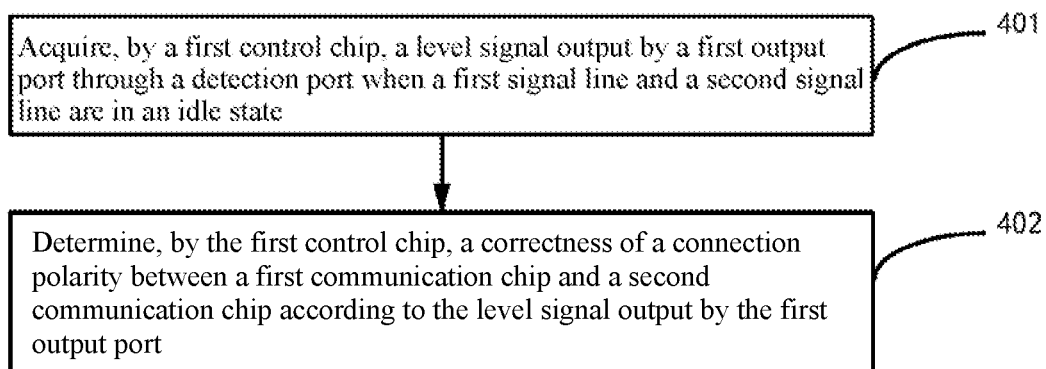 Acquire, by a first control chip, a level signal output by a first output
port through a detection port when a first signal line and a second signal
line are in an idle state
401
Determine, by the first control chip, a correctness of a connection
polarity between a first communication chip and a second
communication chip according to the level signal output by the first
output port
402